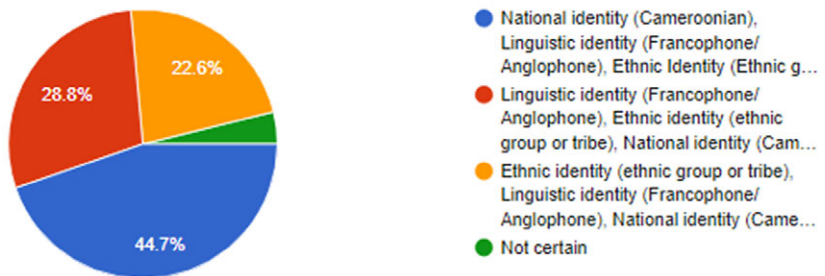 28.8%
22.6%
44.7%
National identity (Cameroonian),
Linguistic identity (Francophone/
Anglophone), Ethnic Identity (Ethnic g...
Linguistic identity (Francophone/
Anglophone), Ethnic identity (ethnic
group or tribe), National identity (Cam...
Ethnic identity (ethnic group or tribe),
Linguistic identity (Francophone/
Anglophone), National identity (Came...
Not certain